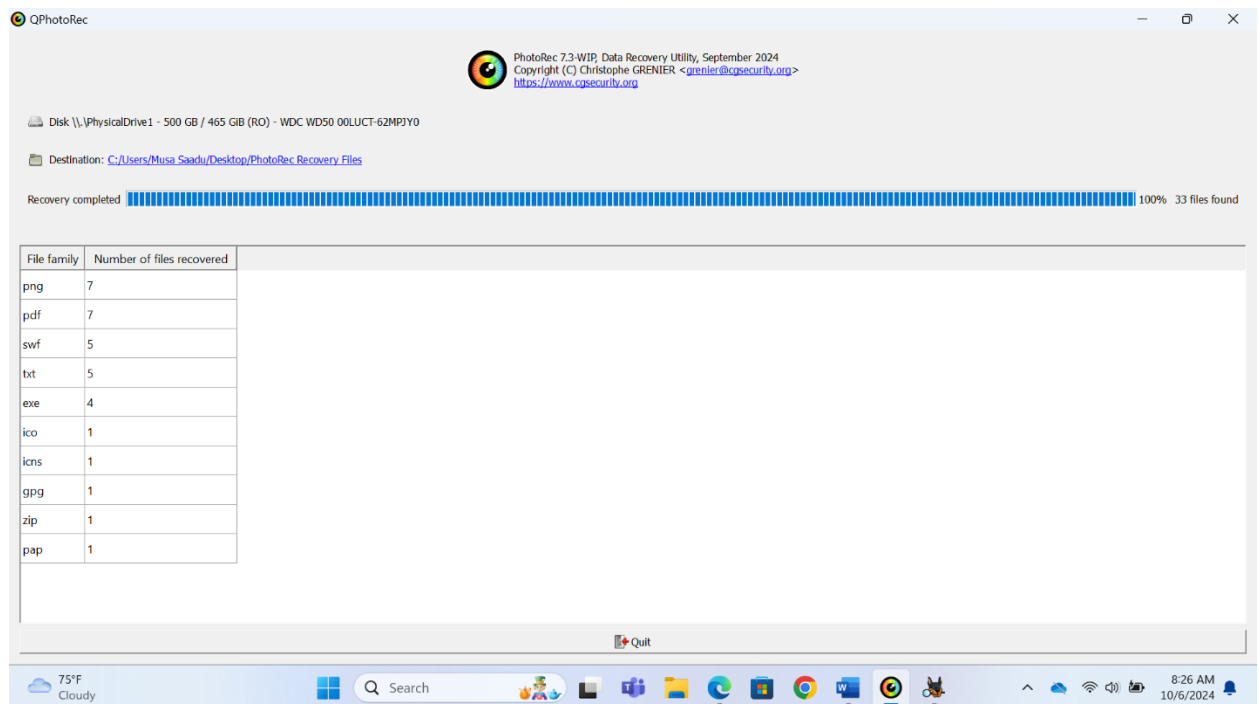 QPhotoRec
PhotoRec 7.3-WIP, Data Recovery Utility, September 2024
Copyright (C) Christophe GRENIER <grenier@cgsecurity.org>
https://www.cgsecurity.org
Disk \\.\PhysicalDrive1 - 500 GB / 465 GiB (RO) - WDC WD50 00LUCT-62MPJY0
Destination: C:/Users/Musa Saadu/Desktop/PhotoRec Recovery Files
Recovery completed 100% 33 files found
File family Number of files recovered
png 7
pdf 7
swf 5
txt 5
exe 4
ico 1
icns 1
gpg 1
zip 1
pap 1
Quit
75°F
Cloudy
Search
8:26 AM
10/6/2024